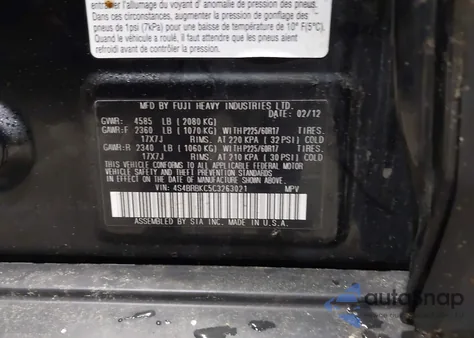 entraîner l'allumage du voyant d'anomalie de pression des pneus.
Dans ces circonstances, augmenter la pression de gonflage des
pneus de 1psi (7kPa) pour une baisse de température de 10° F(5°C).
Quand le véhicule a roulé, il faut attendre que les pneus aient
refroidi avant de contrôler la pression.
MFD BY FUJI HEAVY INDUSTRIES LTD.
DATE: 02/12
GVWR: 4585 LB ( 2080 KG)
GAWR:F 2360 LB ( 1070 KG) WITH P225/60R17 TIRES.
17X7J RIMS. AT 220 KPA ( 32 PSI) COLD
GAWR:R 2340 LB ( 1060 KG) WITH P225/60R17 TIRES.
17X7J RIMS. AT 210 KPA ( 30 PSI) COLD
THIS VEHICLE CONFORMS TO ALL APPLICABLE FEDERAL MOTOR
VEHICLE SAFETY AND THEFT PREVENTION STANDARDS
IN EFFECT ON THE DATE OF MANUFACTURE SHOWN ABOVE.
VIN: 4S4BRBKC5C3263021 MPV
ASSEMBLED BY SIA INC. MADE IN U.S.A.
autosnap